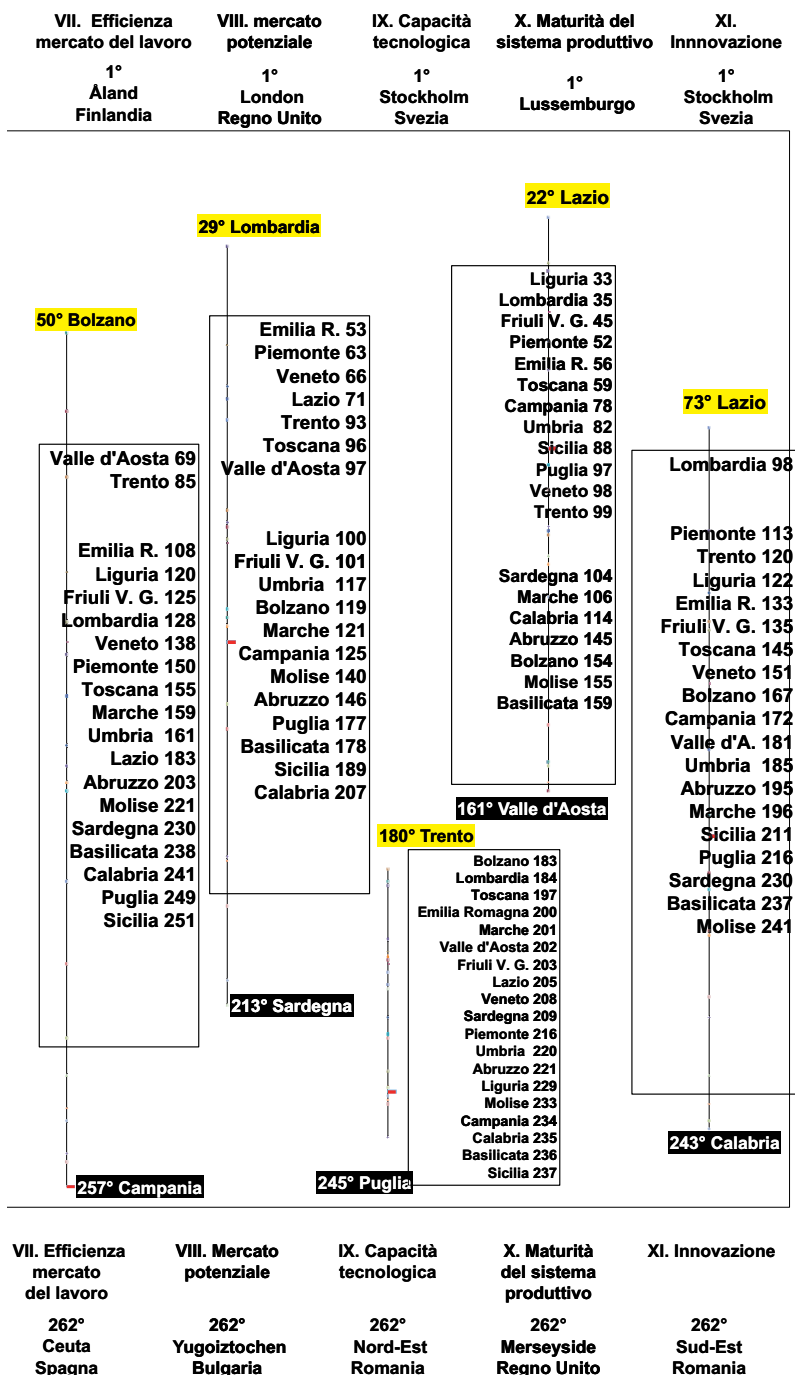 VII. Efficienza
mercato del lavoro
1°
Åland
Finlandia
VIII. mercato
potenziale
1°
London
Regno Unito
IX. Capacità
tecnologica
1°
Stockholm
Svezia
X. Maturità del
sistema produttivo
1°
Lussemburgo
XI.
Innnovazione
1°
Stockholm
Svezia
50° Bolzano
Valle d'Aosta 69
Trento 85
Emilia R. 108
Liguria 120
Friuli V. G. 125
Lombardia 128
Veneto 138
Piemonte 150
Toscana 155
Marche 159
Umbria 161
Lazio 183
Abruzzo 203
Molise 221
Sardegna 230
Basilicata 238
Calabria 241
Puglia 249
Sicilia 251
257° Campania
29° Lombardia
Emilia R. 53
Piemonte 63
Veneto 66
Lazio 71
Trento 93
Toscana 96
Valle d'Aosta 97
Liguria 100
Friuli V. G. 101
Umbria 117
Bolzano 119
Marche 121
Campania 125
Molise 140
Abruzzo 146
Puglia 177
Basilicata 178
Sicilia 189
Calabria 207
213° Sardegna
180° Trento
Bolzano 183
Lombardia 184
Toscana 197
Emilia Romagna 200
Marche 201
Valle d'Aosta 202
Friuli V. G. 203
Lazio 205
Veneto 208
Sardegna 209
Piemonte 216
Umbria 220
Abruzzo 221
Liguria 229
Molise 233
Campania 234
Calabria 235
Basilicata 236
Sicilia 237
245° Puglia
22° Lazio
Liguria 33
Lombardia 35
Friuli V. G. 45
Piemonte 52
Emilia R. 56
Toscana 59
Campania 78
Umbria 82
Sicilia 88
Puglia 97
Veneto 98
Trento 99
Sardegna 104
Marche 106
Calabria 114
Abruzzo 145
Bolzano 154
Molise 155
Basilicata 159
161° Valle d'Aosta
73° Lazio
Lombardia 98
Piemonte 113
Trento 120
Liguria 122
Emilia R. 133
Friuli V. G. 135
Toscana 145
Veneto 151
Bolzano 167
Campania 172
Valle d'A. 181
Umbria 185
Abruzzo 195
Marche 196
Sicilia 211
Puglia 216
Sardegna 230
Basilicata 237
Molise 241
243° Calabria
VII. Efficienza
mercato
del lavoro
262°
Ceuta
Spagna
VIII. Mercato
potenziale
262°
Yugoiztochen
Bulgaria
IX. Capacità
tecnologica
262°
Nord-Est
Romania
X. Maturità
del sistema
produttivo
262°
Merseyside
Regno Unito
XI. Innovazione
262°
Sud-Est
Romania